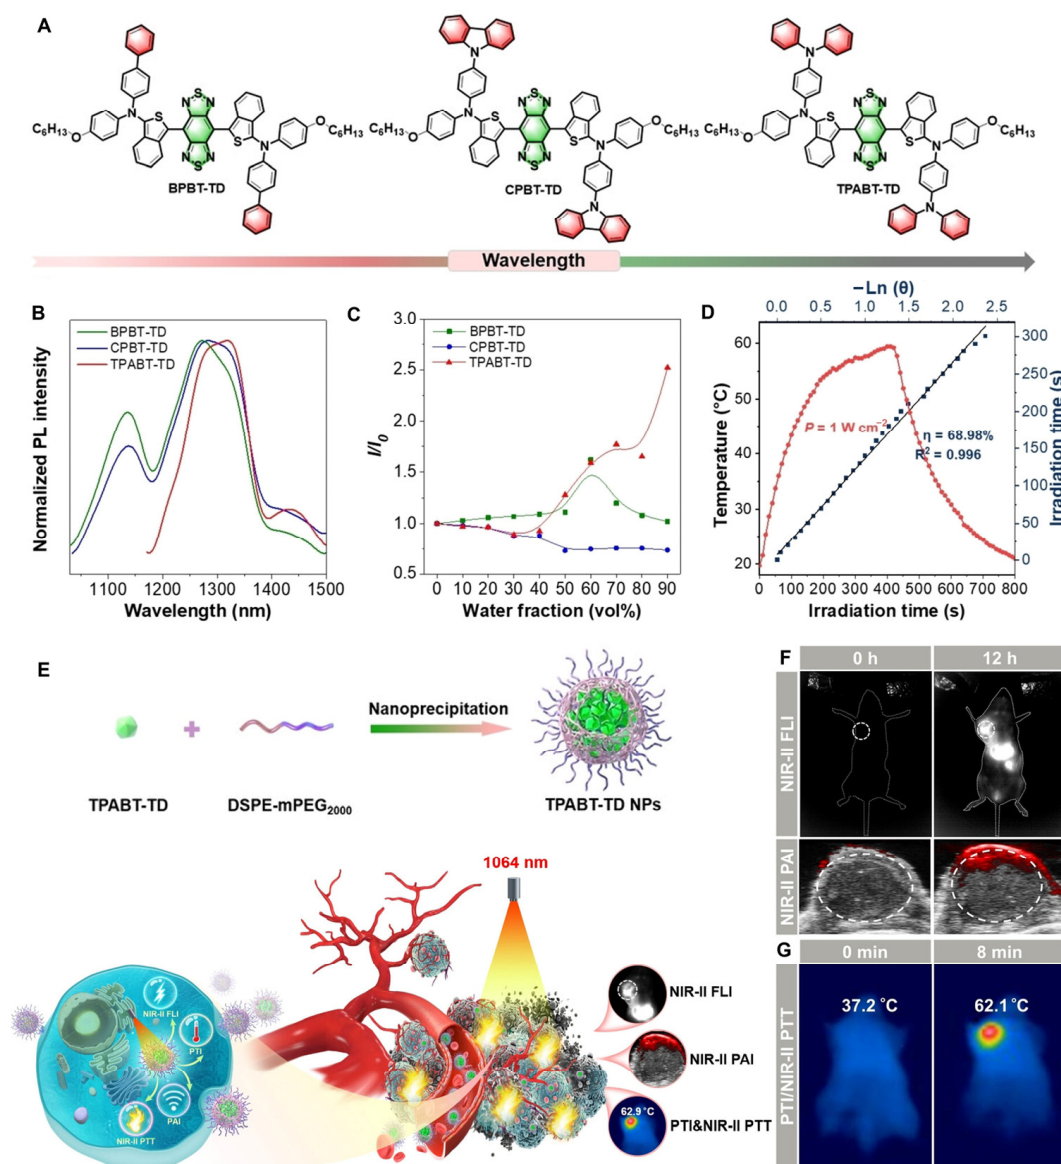 A
N S N
N S N
N
N
S
S
C6H13
O
O
C6H13
BPBT-TD
N
N
N S N
N S N
N
N
S
S
C6H13
O
O
C6H13
CPBT-TD
N
N
N S N
N S N
N
N
S
S
C6H13
O
O
C6H13
TPABT-TD
Wavelength
B
BPBT-TD
CPBT-TD
TPABT-TD
Normalized PL intensity
1100 1200 1300 1400 1500
Wavelength (nm)
C
3.0
2.5
2.0
1.5
1.0
0.5
BPBT-TD
CPBT-TD
TPABT-TD
I/I0
0 10 20 30 40 50 60 70 80 90
Water fraction (vol%)
D
−Ln (θ)
0.0 0.5 1.0 1.5 2.0 2.5
60
50
40
30
20
Temperature (°C)
P = 1 W cm−2
η = 68.98%
R2 = 0.996
300
250
200
150
100
50
0
Irradiation time (s)
0 100 200 300 400 500 600 700 800
Irradiation time (s)
E
Nanoprecipitation
TPABT-TD
DSPE-mPEG2000
TPABT-TD NPs
1064 nm
NIR-II FLI
PTI
PAI
NIR-II PTT
NIR-II FLI
NIR-II PAI
62.9 °C
PTI&NIR-II PTT
F
0 h
12 h
NIR-II FLI
NIR-II PAI
G
0 min
8 min
PTI/NIR-II PTT
37.2 °C
62.1 °C